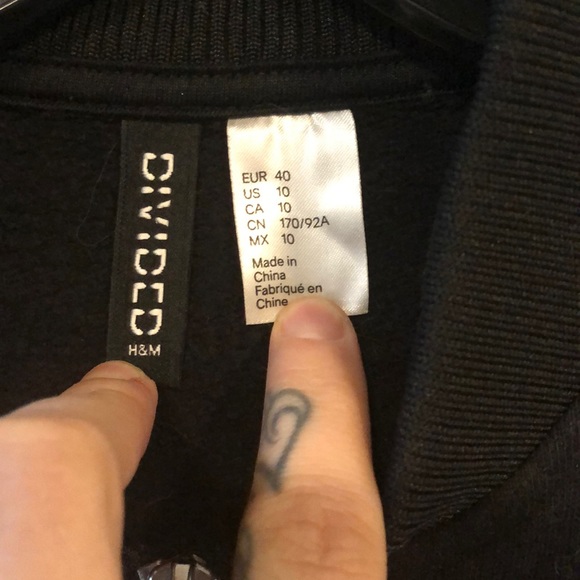 DIVIDED
H&M
EUR 40
US 10
CA 10
CN 170/92A
MX 10
Made in
China
Fabriqué en
Chine